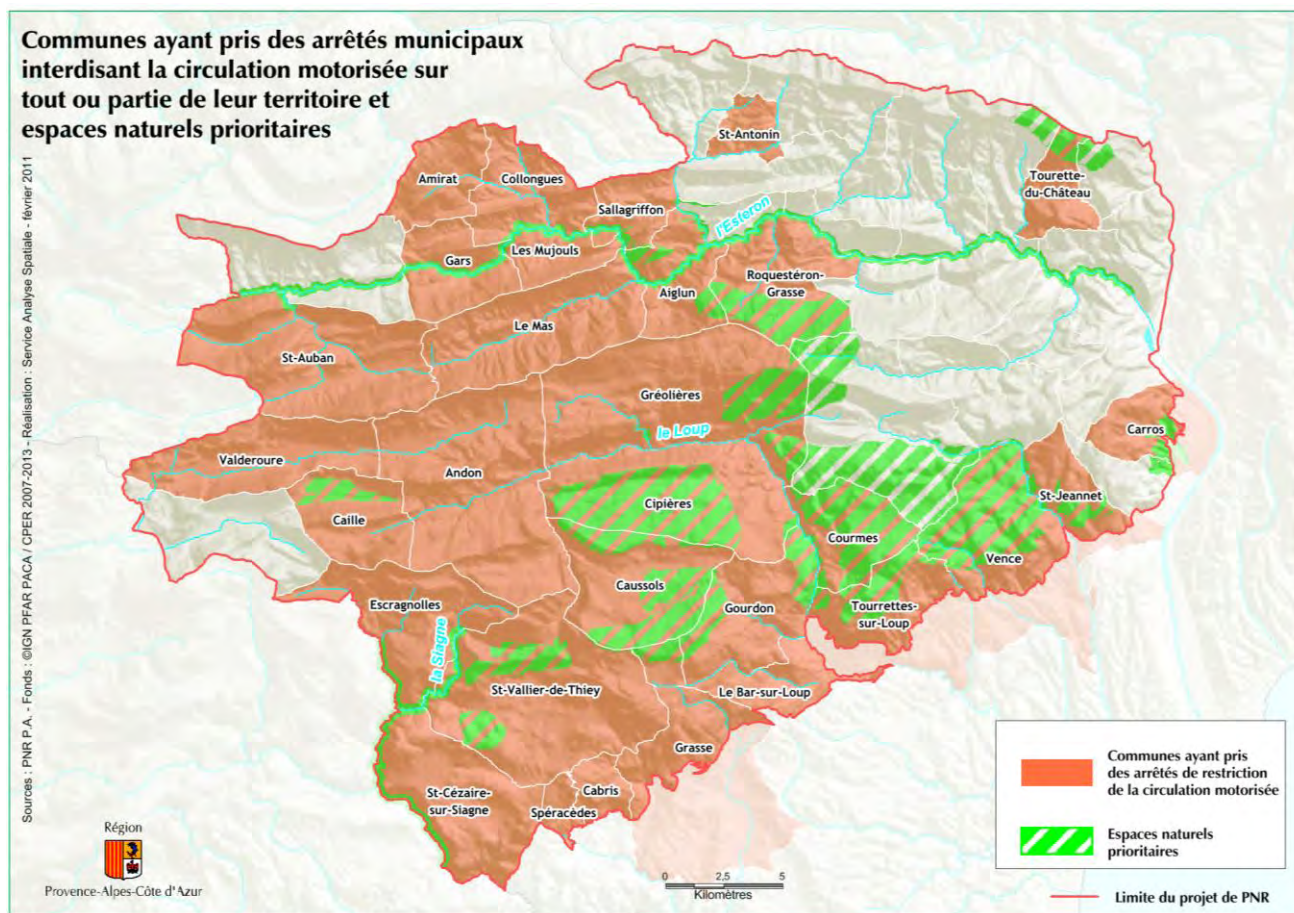 Communes ayant pris des arrêtés municipaux
interdisant la circulation motorisée sur
tout ou partie de leur territoire et
espaces naturels prioritaires
Sources : PNR P.A. - Fonds : ©IGN PFAR PACA / CPER 2007-2013 - Réalisation : Service Analyse Spatiale - février 2011
St-Antonin
Amirat
Collongues
Tourette-
du-Château
Sallagriffon
l'Esteron
Gars
Les Mujouls
Roquestéron-
Grasse
Aiglun
Le Mas
St-Auban
Gréolières
le Loup
Carros
Valderoure
Andon
St-Jeannet
Caille
Cipières
Courmes
Vence
Caussols
Escragnolles
Gourdon
Tourrettes-
sur-Loup
la Siagne
St-Vallier-de-Thiey
Le Bar-sur-Loup
Grasse
St-Cézaire-
sur-Siagne
Cabris
Spéracèdes
Communes ayant pris
des arrêtés de restriction
de la circulation motorisée
Espaces naturels
prioritaires
Limite du projet de PNR
0 2,5 5
Kilomètres
Région
Provence-Alpes-Côte d'Azur